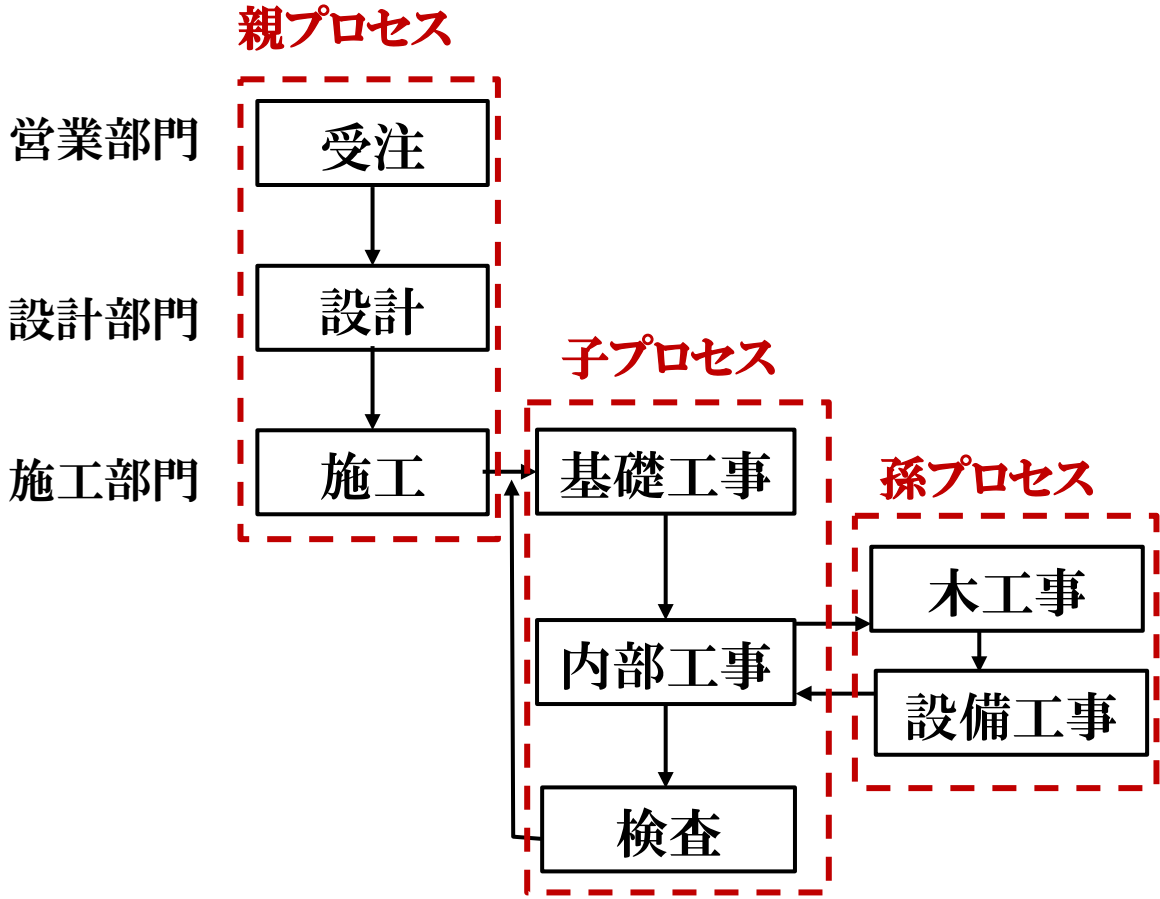 親プロセス
営業部門
受注
設計部門
設計
子プロセス
施工部門
施工
基礎工事
孫プロセス
木工事
内部工事
設備工事
検査